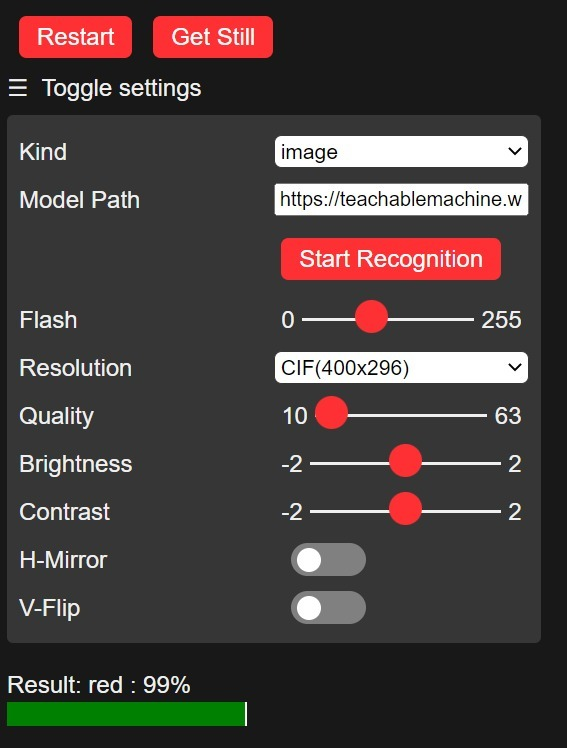 Restart Get Still
☰ Toggle settings
Kind image
Model Path https://teachablemachine.w
Start Recognition
Flash 0 255
Resolution CIF(400x296)
Quality 10 63
Brightness -2 2
Contrast -2 2
H-Mirror
V-Flip
Result: red : 99%